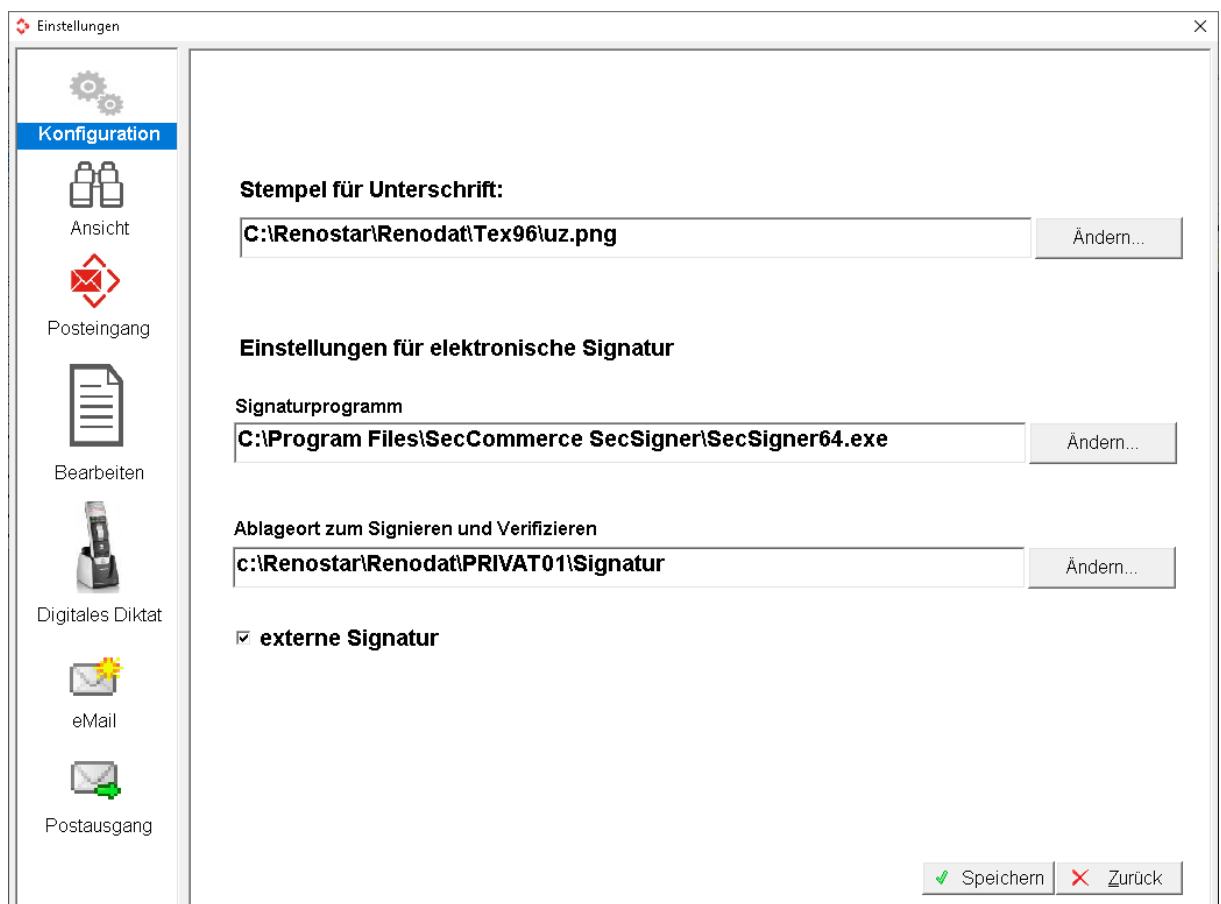 Einstellungen
Konfiguration
Ansicht
Posteingang
Bearbeiten
Digitales Diktat
eMail
Postausgang
Stempel für Unterschrift:
C:\Renostar\Renodat\Tex96\uz.png
Ändern...
Einstellungen für elektronische Signatur
Signaturprogramm
C:\Program Files\SecCommerce SecSigner\SecSigner64.exe
Ändern...
Ablageort zum Signieren und Verifizieren
c:\Renostar\Renodat\PRIVAT01\Signatur
Ändern...
externe Signatur
Speichern
Zurück